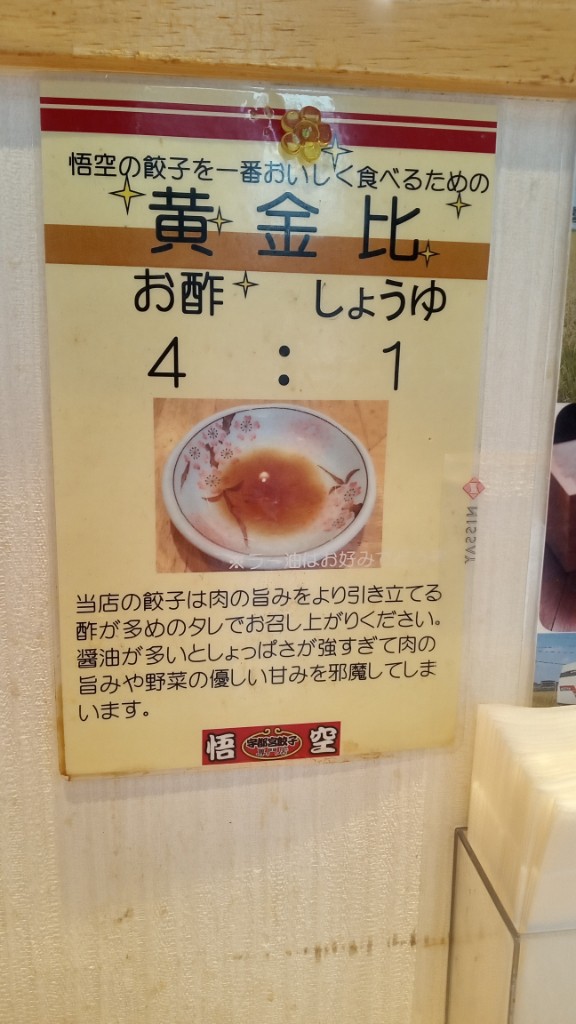 悟空の餃子を一番おいしく食べるための
黄金比
お酢 しょうゆ
4 : 1
※ラー油はお好みで
当店の餃子は肉の旨みをより引き立てる
酢が多めのタレでお召し上がりください。
醤油が多いとしょっぱさが強すぎて肉の
旨みや野菜の優しい甘みを邪魔してしま
います。
悟 宇都宮餃子 空
NISSAY